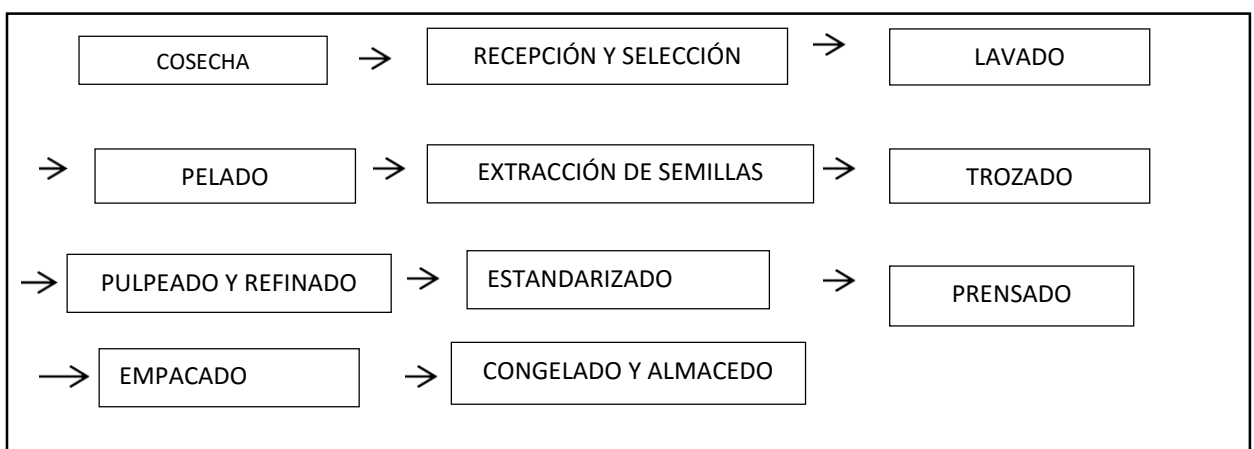 COSECHA
RECEPCIÓN Y SELECCIÓN
LAVADO
PELADO
EXTRACCIÓN DE SEMILLAS
TROZADO
PULPEADO Y REFINADO
ESTANDARIZADO
PRENSADO
EMPACADO
CONGELADO Y ALMACEDO